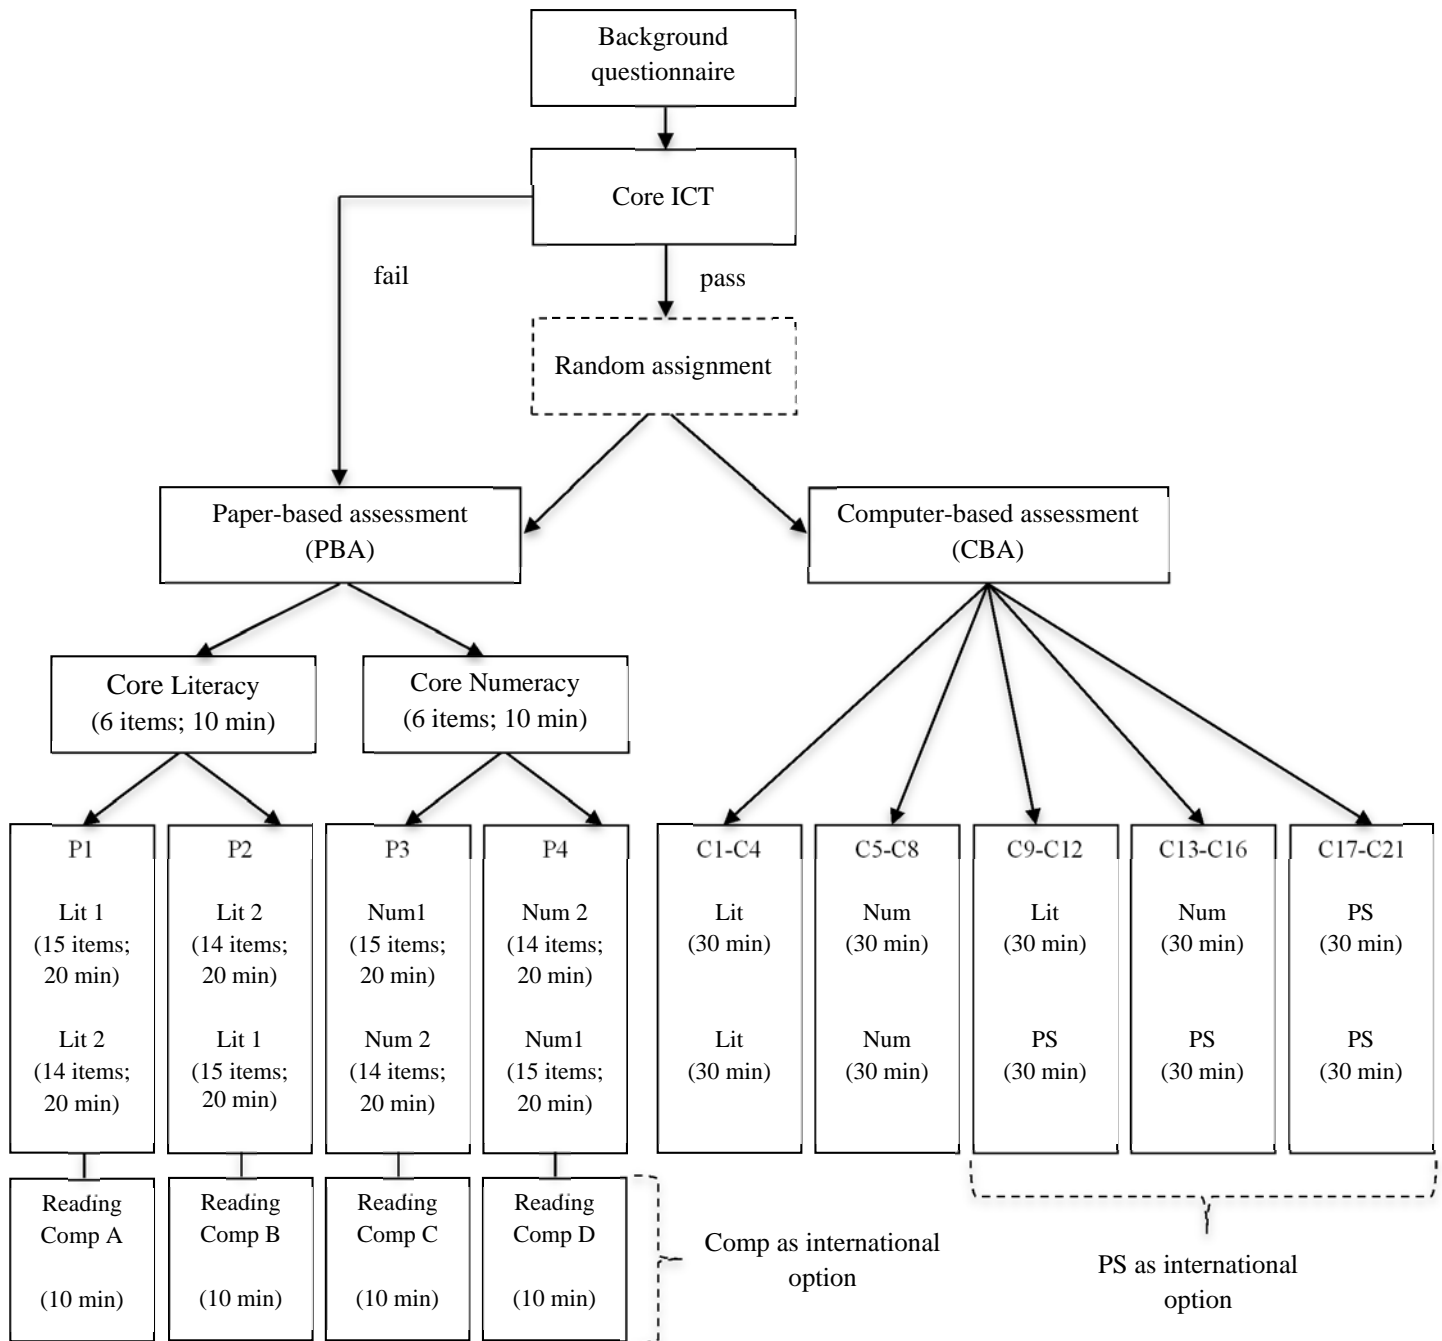 Background
questionnaire
Core ICT
fail
pass
Random assignment
Paper-based assessment
(PBA)
Computer-based assessment
(CBA)
Core Literacy
(6 items; 10 min)
Core Numeracy
(6 items; 10 min)
P1
Lit 1
(15 items;
20 min)
Lit 2
(14 items;
20 min)
P2
Lit 2
(14 items;
20 min)
Lit 1
(15 items;
20 min)
P3
Num1
(15 items;
20 min)
Num 2
(14 items;
20 min)
P4
Num 2
(14 items;
20 min)
Num1
(15 items;
20 min)
C1-C4
Lit
(30 min)
Lit
(30 min)
C5-C8
Num
(30 min)
Num
(30 min)
C9-C12
Lit
(30 min)
PS
(30 min)
C13-C16
Num
(30 min)
PS
(30 min)
C17-C21
PS
(30 min)
PS
(30 min)
Reading
Comp A
(10 min)
Reading
Comp B
(10 min)
Reading
Comp C
(10 min)
Reading
Comp D
(10 min)
Comp as international
option
PS as international
option